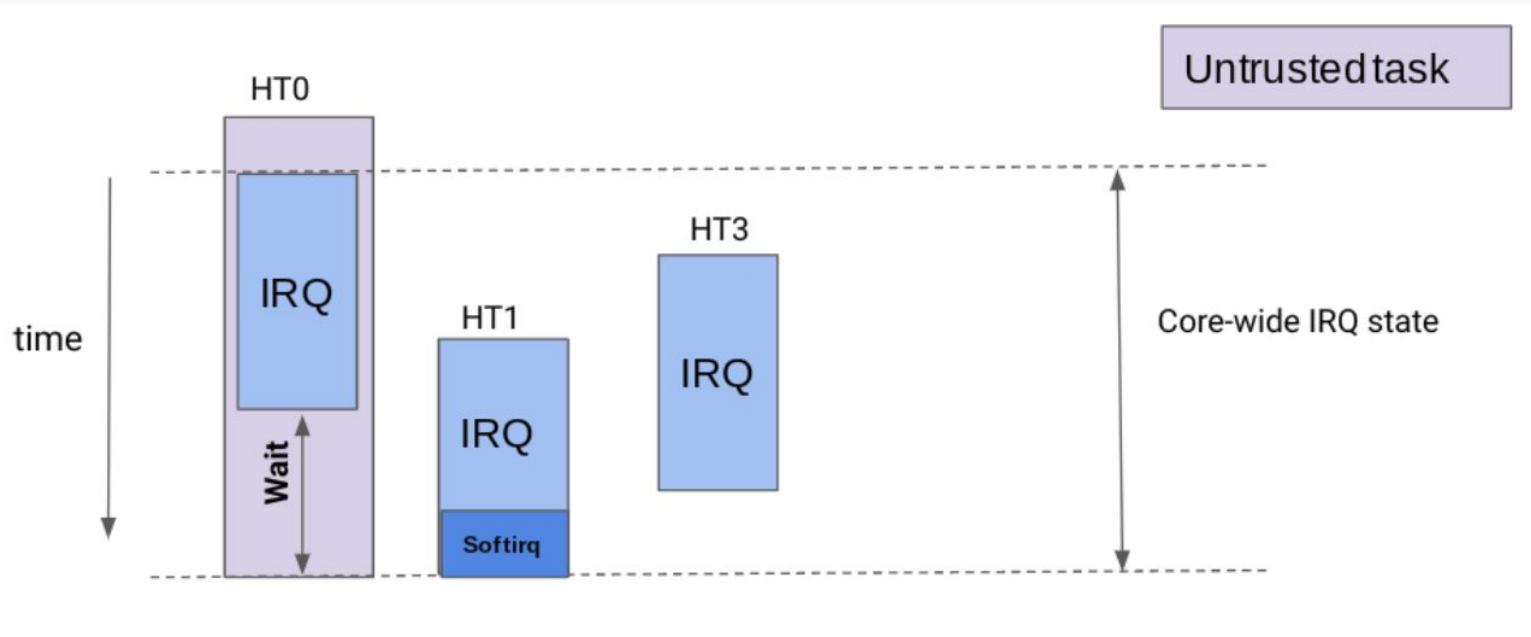 Untrusted task
HT0
HT3
IRQ
HT1
Core-wide IRQ state
time
IRQ
IRQ
Wait
Softirq